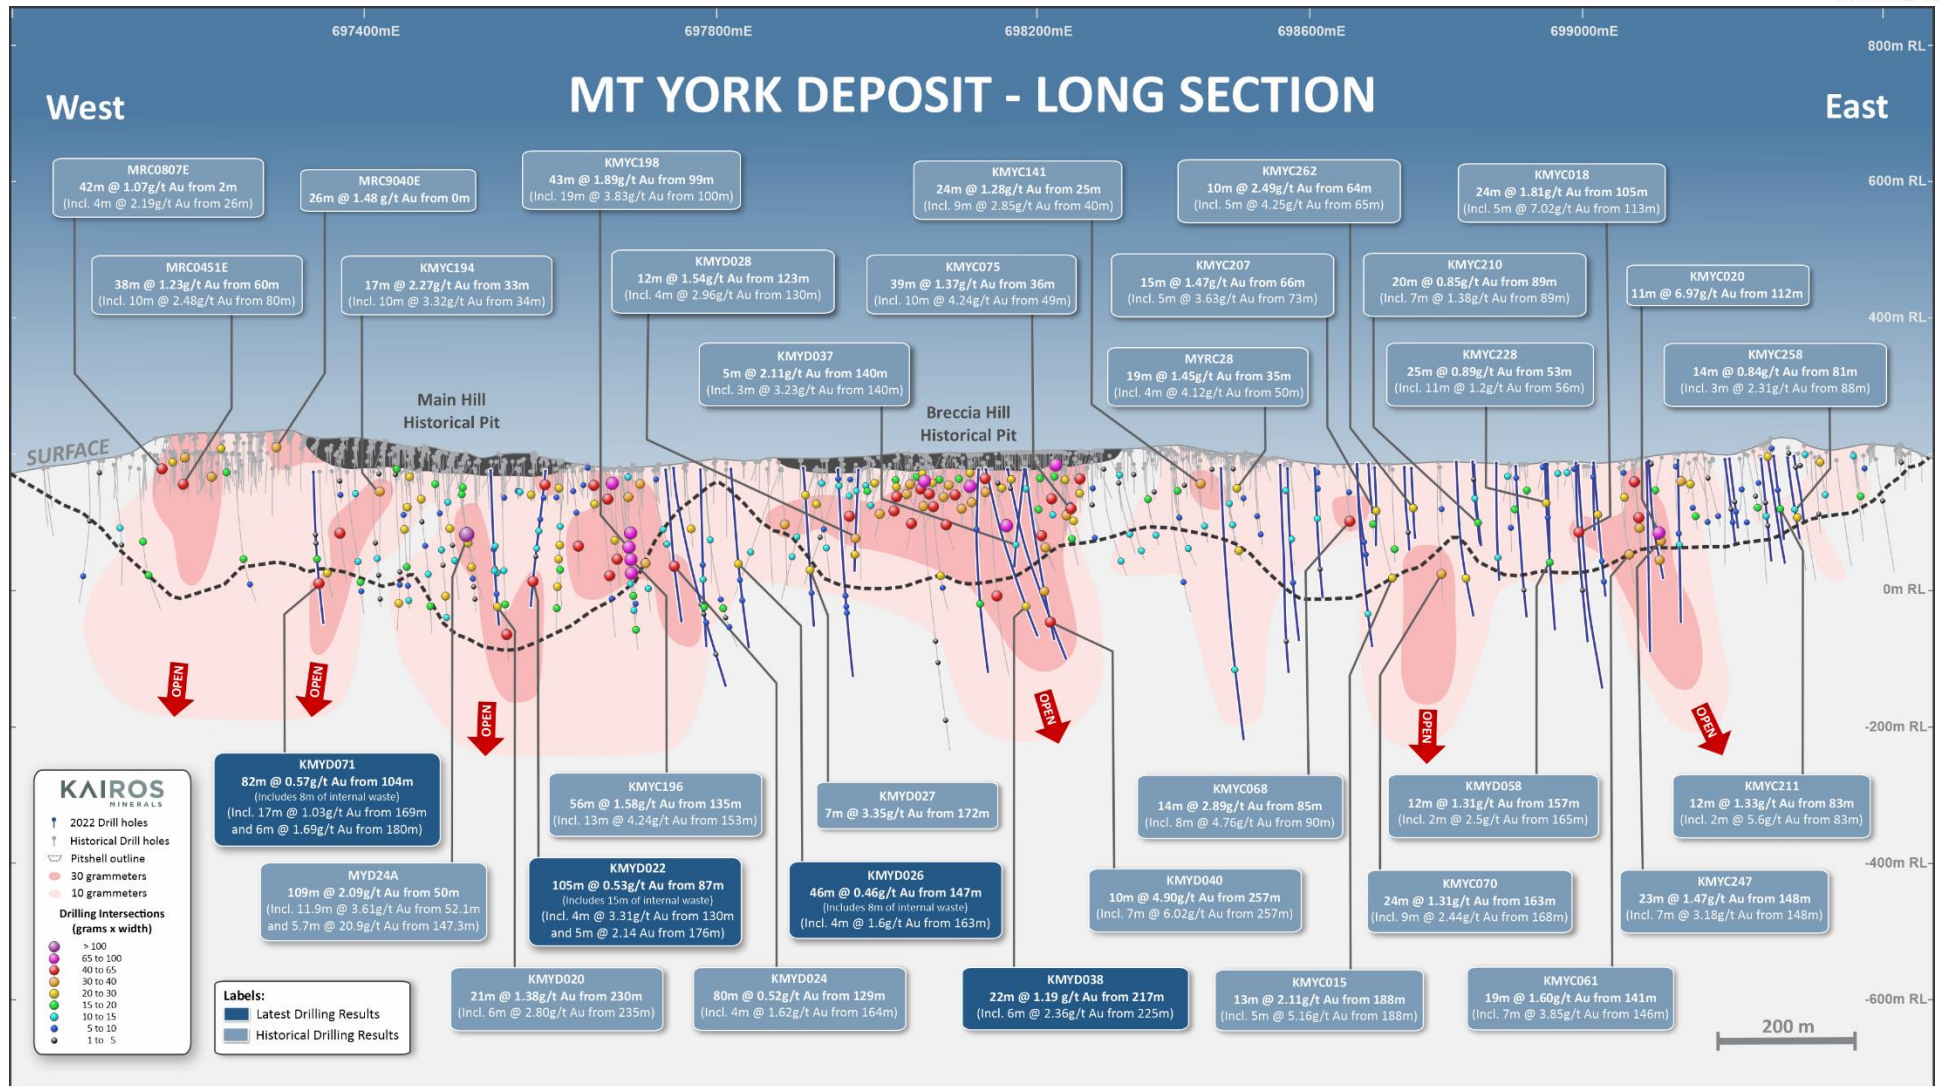 697400mE
697800mE
698200mE
698600mE
699000mE
800m RL
MT YORK DEPOSIT - LONG SECTION
West
East
MRC0807E
42m @ 1.07g/t Au from 2m
(Incl. 4m @ 2.19g/t Au from 26m)
MRC9040E
26m @ 1.48 g/t Au from 0m
KMYC198
43m @ 1.89g/t Au from 99m
(Incl. 19m @ 3.83g/t Au from 100m)
KMYC141
24m @ 1.28g/t Au from 25m
(Incl. 9m @ 2.85g/t Au from 40m)
KMYC262
10m @ 2.49g/t Au from 64m
(Incl. 5m @ 4.25g/t Au from 65m)
KMYC018
24m @ 1.81g/t Au from 105m
(Incl. 5m @ 7.02g/t Au from 113m)
600m RL
MRC0451E
38m @ 1.23g/t Au from 60m
(Incl. 10m @ 2.48g/t Au from 80m)
KMYC194
17m @ 2.27g/t Au from 33m
(Incl. 10m @ 3.32g/t Au from 34m)
KMYD028
12m @ 1.54g/t Au from 123m
(Incl. 4m @ 2.96g/t Au from 130m)
KMYC075
39m @ 1.37g/t Au from 36m
(Incl. 10m @ 4.24g/t Au from 49m)
KMYC207
15m @ 1.47g/t Au from 66m
(Incl. 5m @ 3.63g/t Au from 73m)
KMYC210
20m @ 0.85g/t Au from 89m
(Incl. 7m @ 1.38g/t Au from 89m)
KMYC020
11m @ 6.97g/t Au from 112m
400m RL
KMYD037
5m @ 2.11g/t Au from 140m
(Incl. 3m @ 3.23g/t Au from 140m)
MYRC28
19m @ 1.45g/t Au from 35m
(Incl. 4m @ 4.12g/t Au from 50m)
KMYC228
25m @ 0.89g/t Au from 53m
(Incl. 11m @ 1.2g/t Au from 56m)
KMYC258
14m @ 0.84g/t Au from 81m
(Incl. 3m @ 2.31g/t Au from 88m)
Main Hill
Historical Pit
Breccia Hill
Historical Pit
SURFACE
0m RL
OPEN
OPEN
OPEN
OPEN
OPEN
OPEN
-200m RL
KMYD071
82m @ 0.57g/t Au from 104m
(Includes 8m of internal waste)
(Incl. 17m @ 1.03g/t Au from 169m
and 6m @ 1.69g/t Au from 180m)
KMYC196
56m @ 1.58g/t Au from 135m
(Incl. 13m @ 4.24g/t Au from 153m)
KMYD027
7m @ 3.35g/t Au from 172m
KMYC068
14m @ 2.89g/t Au from 85m
(Incl. 8m @ 4.76g/t Au from 90m)
KMYD058
12m @ 1.31g/t Au from 157m
(Incl. 2m @ 2.5g/t Au from 165m)
KMYC211
12m @ 1.33g/t Au from 83m
(Incl. 2m @ 5.6g/t Au from 83m)
-400m RL
MYD24A
109m @ 2.09g/t Au from 50m
(Incl. 11.9m @ 3.61g/t Au from 52.1m
and 5.7m @ 20.9g/t Au from 147.3m)
KMYD022
105m @ 0.53g/t Au from 87m
(Includes 15m of internal waste)
(Incl. 4m @ 3.31g/t Au from 130m
and 5m @ 2.14 Au from 176m)
KMYD026
46m @ 0.46g/t Au from 147m
(Includes 8m of internal waste)
(Incl. 4m @ 1.6g/t Au from 163m)
KMYD040
10m @ 4.90g/t Au from 257m
(Incl. 7m @ 6.02g/t Au from 257m)
KMYC070
24m @ 1.31g/t Au from 163m
(Incl. 9m @ 2.44g/t Au from 168m)
KMYC247
23m @ 1.47g/t Au from 148m
(Incl. 7m @ 3.18g/t Au from 148m)
KMYD020
21m @ 1.38g/t Au from 230m
(Incl. 6m @ 2.80g/t Au from 235m)
KMYD024
80m @ 0.52g/t Au from 129m
(Incl. 4m @ 1.62g/t Au from 164m)
KMYD038
22m @ 1.19 g/t Au from 217m
(Incl. 6m @ 2.36g/t Au from 225m)
KMYC015
13m @ 2.11g/t Au from 188m
(Incl. 5m @ 5.16g/t Au from 188m)
KMYC061
19m @ 1.60g/t Au from 141m
(Incl. 7m @ 3.85g/t Au from 146m)
-600m RL
KAIROS
MINERALS
2022 Drill holes
Historical Drill holes
Pitshell outline
30 grammeters
10 grammeters
Drilling Intersections
(grams x width)
> 100
65 to 100
40 to 65
30 to 40
20 to 30
15 to 20
10 to 15
5 to 10
1 to 5
Labels:
Latest Drilling Results
Historical Drilling Results
200 m